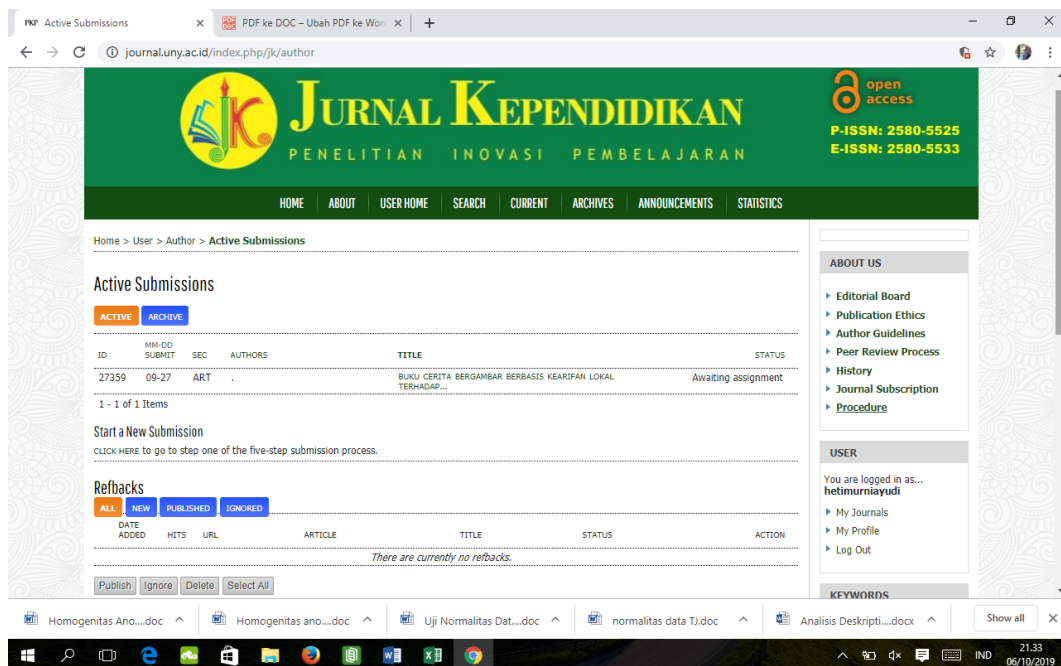 PKP Active Submissions
PDF ke DOC – Ubah PDF ke Word
journal.uny.ac.id/index.php/jk/author
JURNAL KEPENDIDIKAN
PENELITIAN INOVASI PEMBELAJARAN
open
access
P-ISSN: 2580-5525
E-ISSN: 2580-5533
HOME ABOUT USER HOME SEARCH CURRENT ARCHIVES ANNOUNCEMENTS STATISTICS
Home > User > Author > Active Submissions
Active Submissions
ACTIVE ARCHIVE
MM-DD
ID SUBMIT SEC AUTHORS TITLE STATUS
27359 09-27 ART . BUKU CERITA BERGAMBAR BERBASIS KEARIFAN LOKAL Awaiting assignment
TERHADAP...
1 - 1 of 1 Items
Start a New Submission
CLICK HERE to go to step one of the five-step submission process.
Refbacks
ALL NEW PUBLISHED IGNORED
DATE
ADDED HITS URL ARTICLE TITLE STATUS ACTION
There are currently no refbacks.
Publish Ignore Delete Select All
ABOUT US
Editorial Board
Publication Ethics
Author Guidelines
Peer Review Process
History
Journal Subscription
Procedure
USER
You are logged in as...
hetimurniayudi
My Journals
My Profile
Log Out
KEYWORDS
Homogenitas Ano....doc
Homogenitas ano....doc
Uji Normalitas Dat....doc
normalitas data TJ.doc
Analisis Deskripti....docx
Show all
IND
21.33
06/10/2019